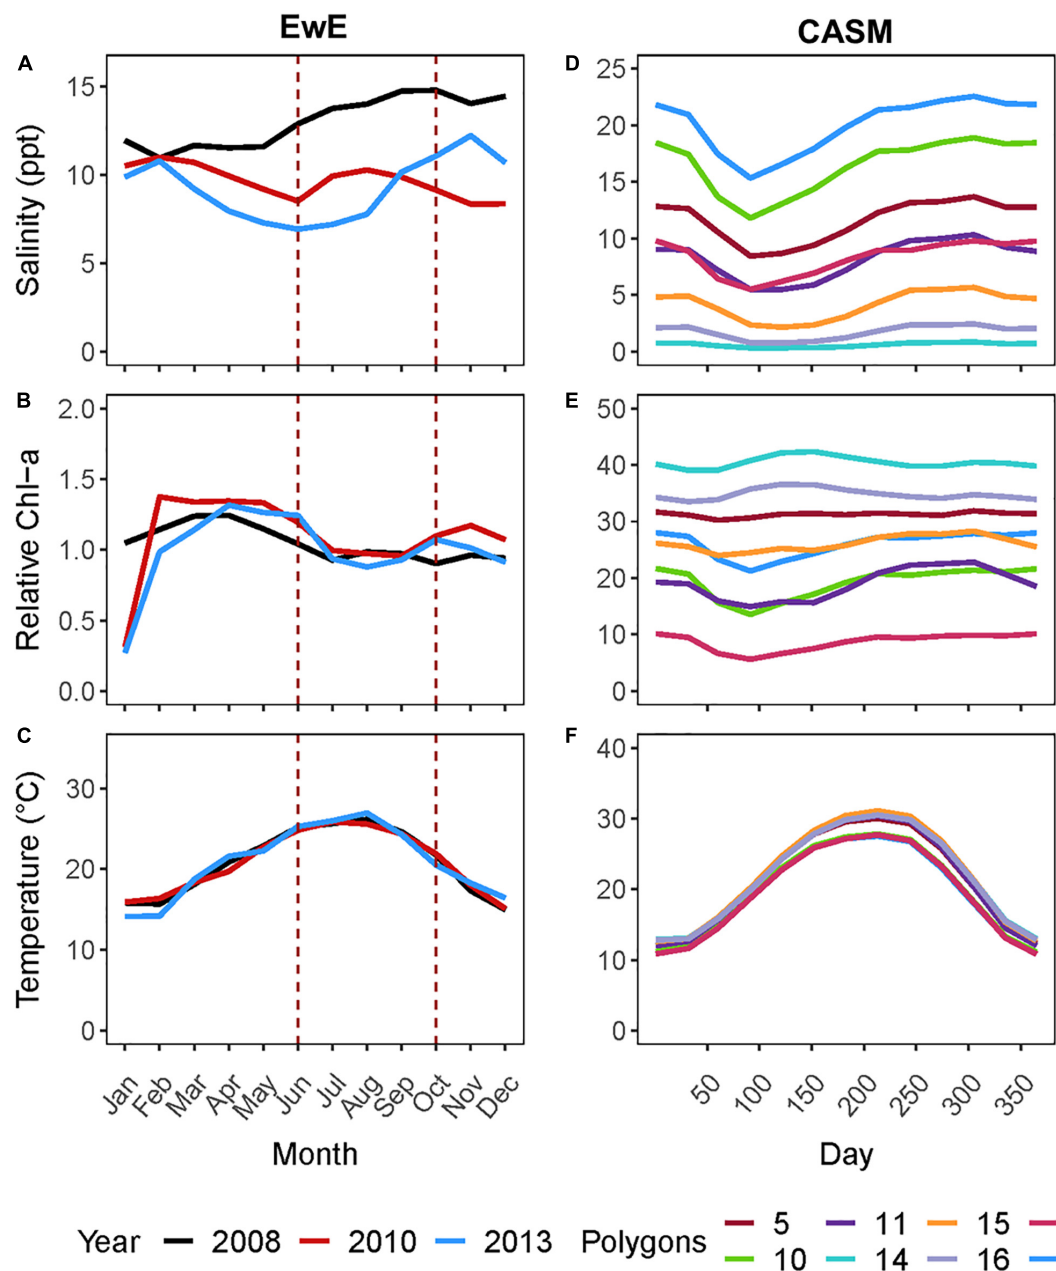 EwE
CASM
A
Salinity (ppt)
15
10
5
0
D
25
20
15
10
5
0
B
Relative Chl-a
2.0
1.5
1.0
0.5
0.0
E
50
40
30
20
10
0
C
Temperature (°C)
30
20
10
0
F
40
30
20
10
0
Jan Feb Mar Apr May Jun Jul Aug Sep Oct Nov Dec
Month
50 100 150 200 250 300 350
Day
Year 2008 2010 2013
Polygons 5 11 15
10 14 16